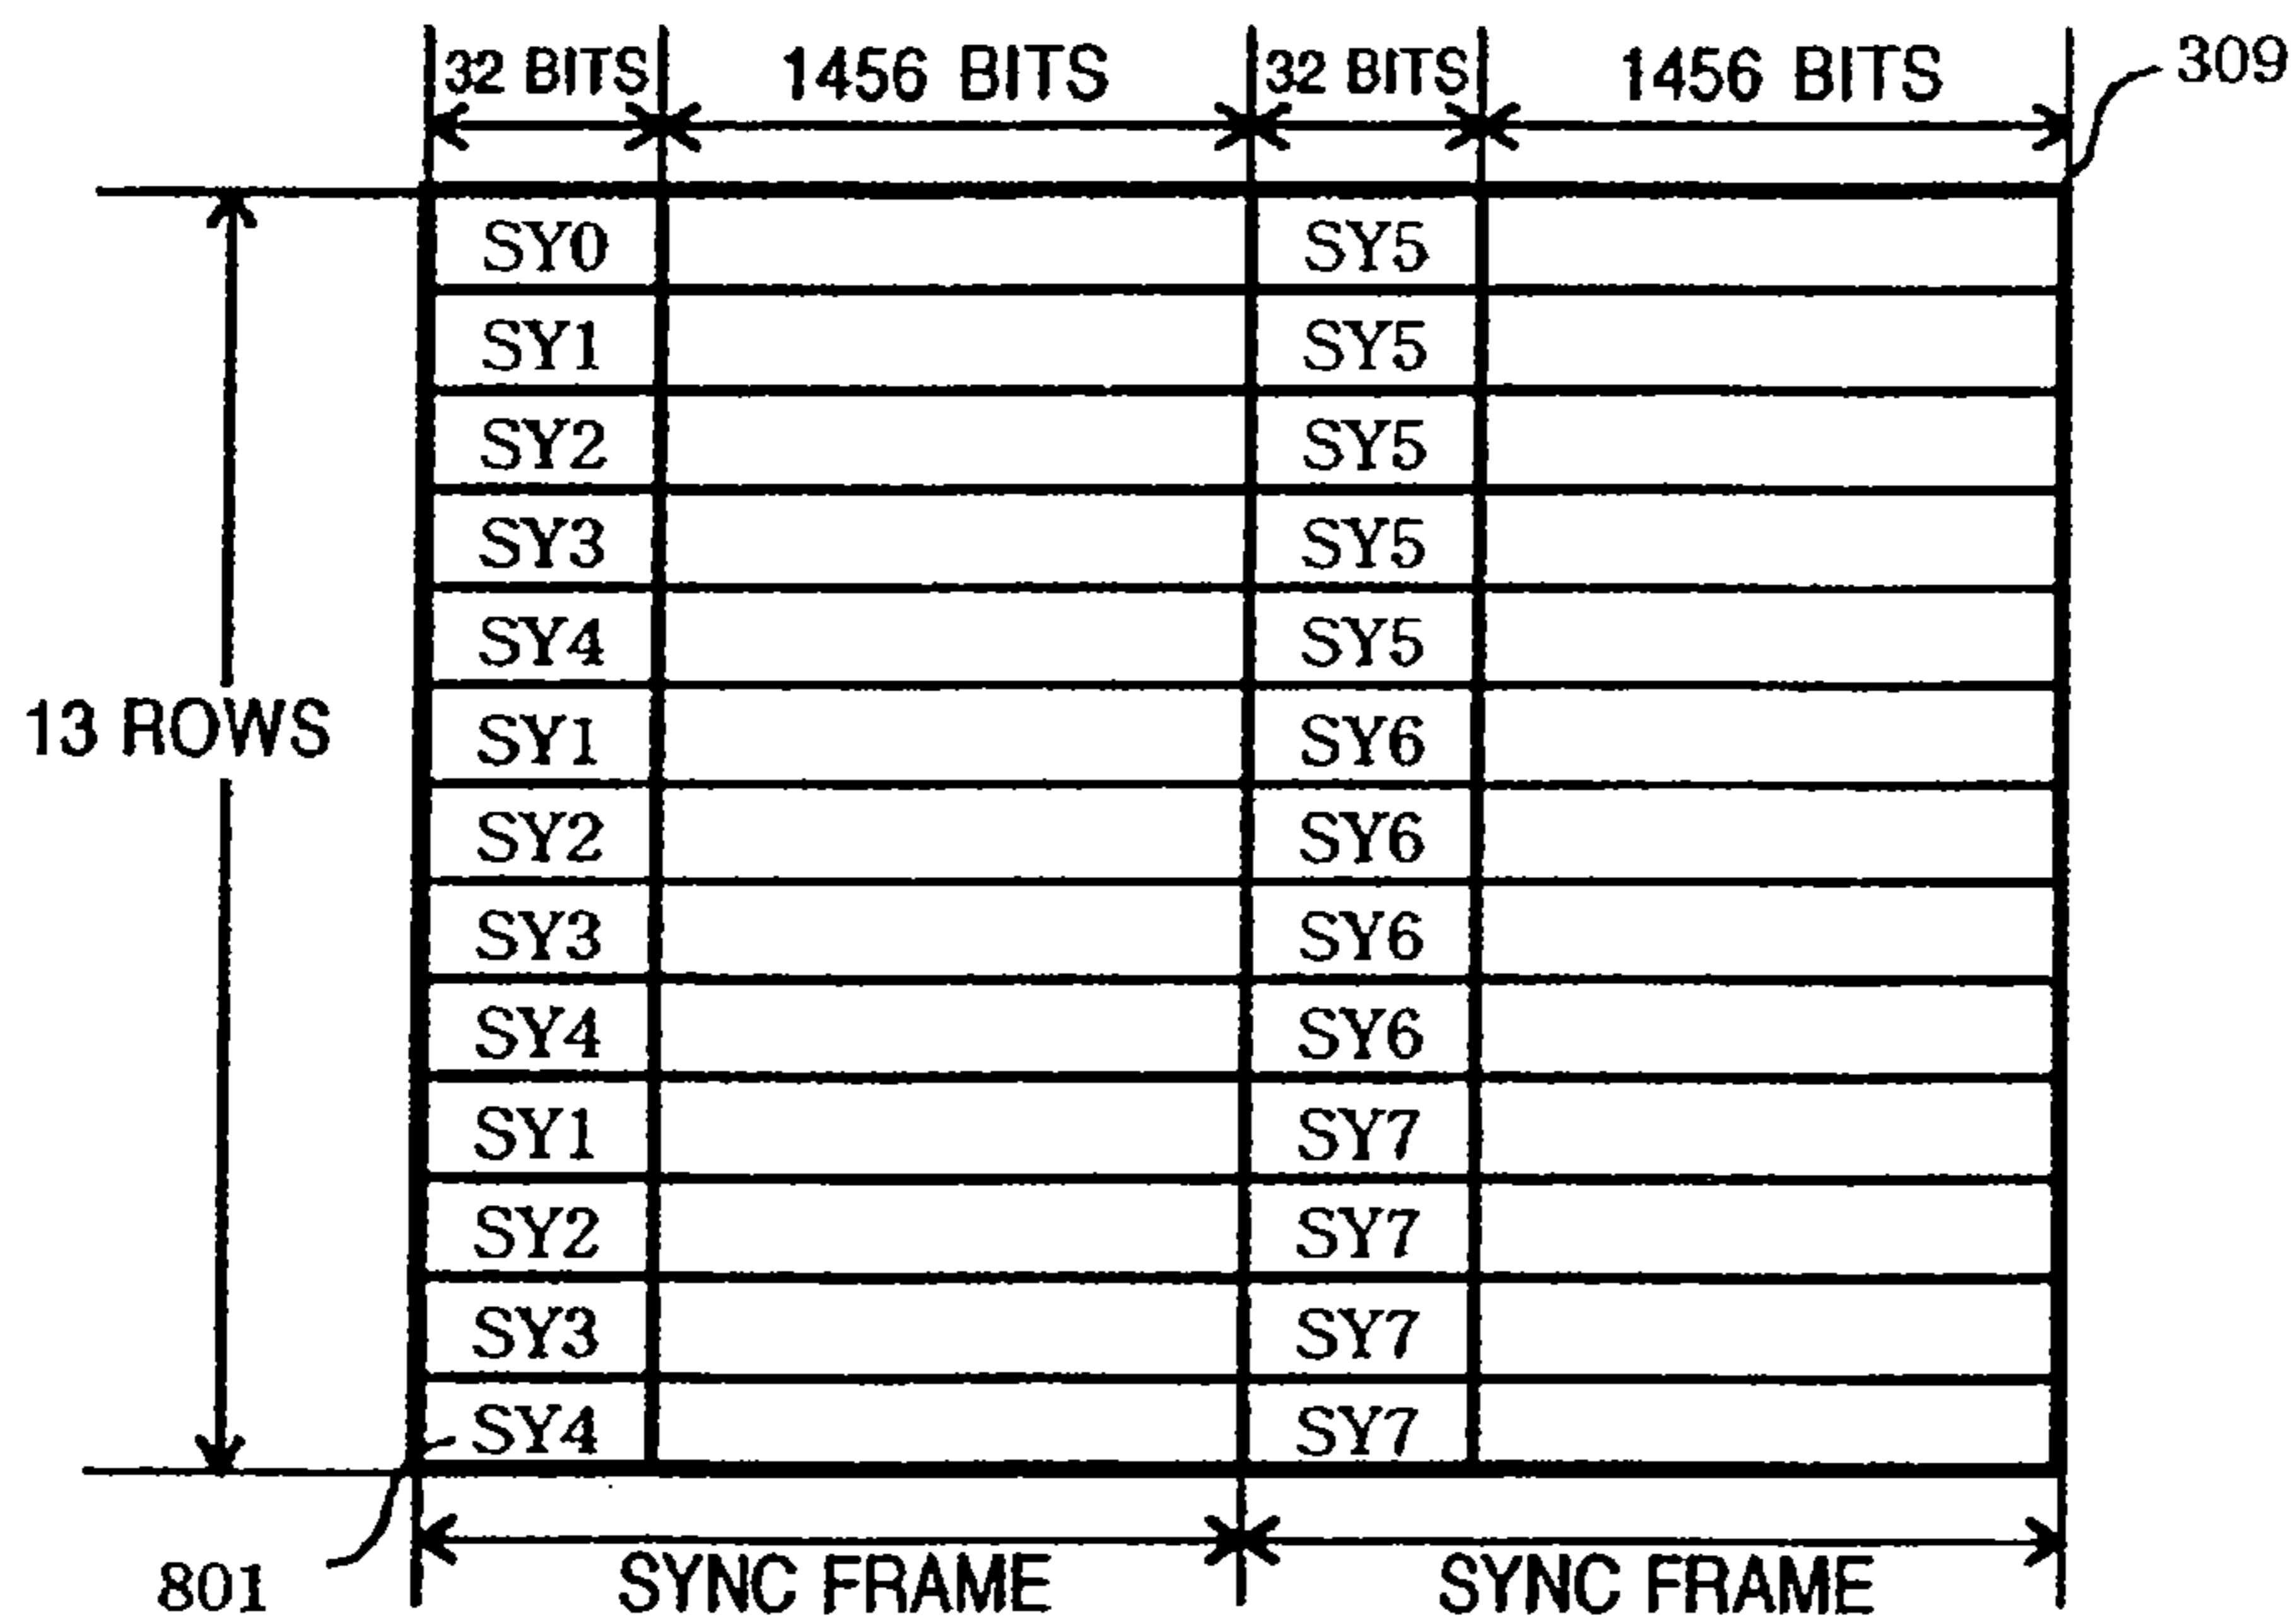 32 BITS 1456 BITS 32 BITS 1456 BITS
309
SY0 SY5
SY1 SY5
SY2 SY5
SY3 SY5
SY4 SY5
13 ROWS
SY1 SY6
SY2 SY6
SY3 SY6
SY4 SY6
SY1 SY7
SY2 SY7
SY3 SY7
SY4 SY7
801
SYNC FRAME SYNC FRAME